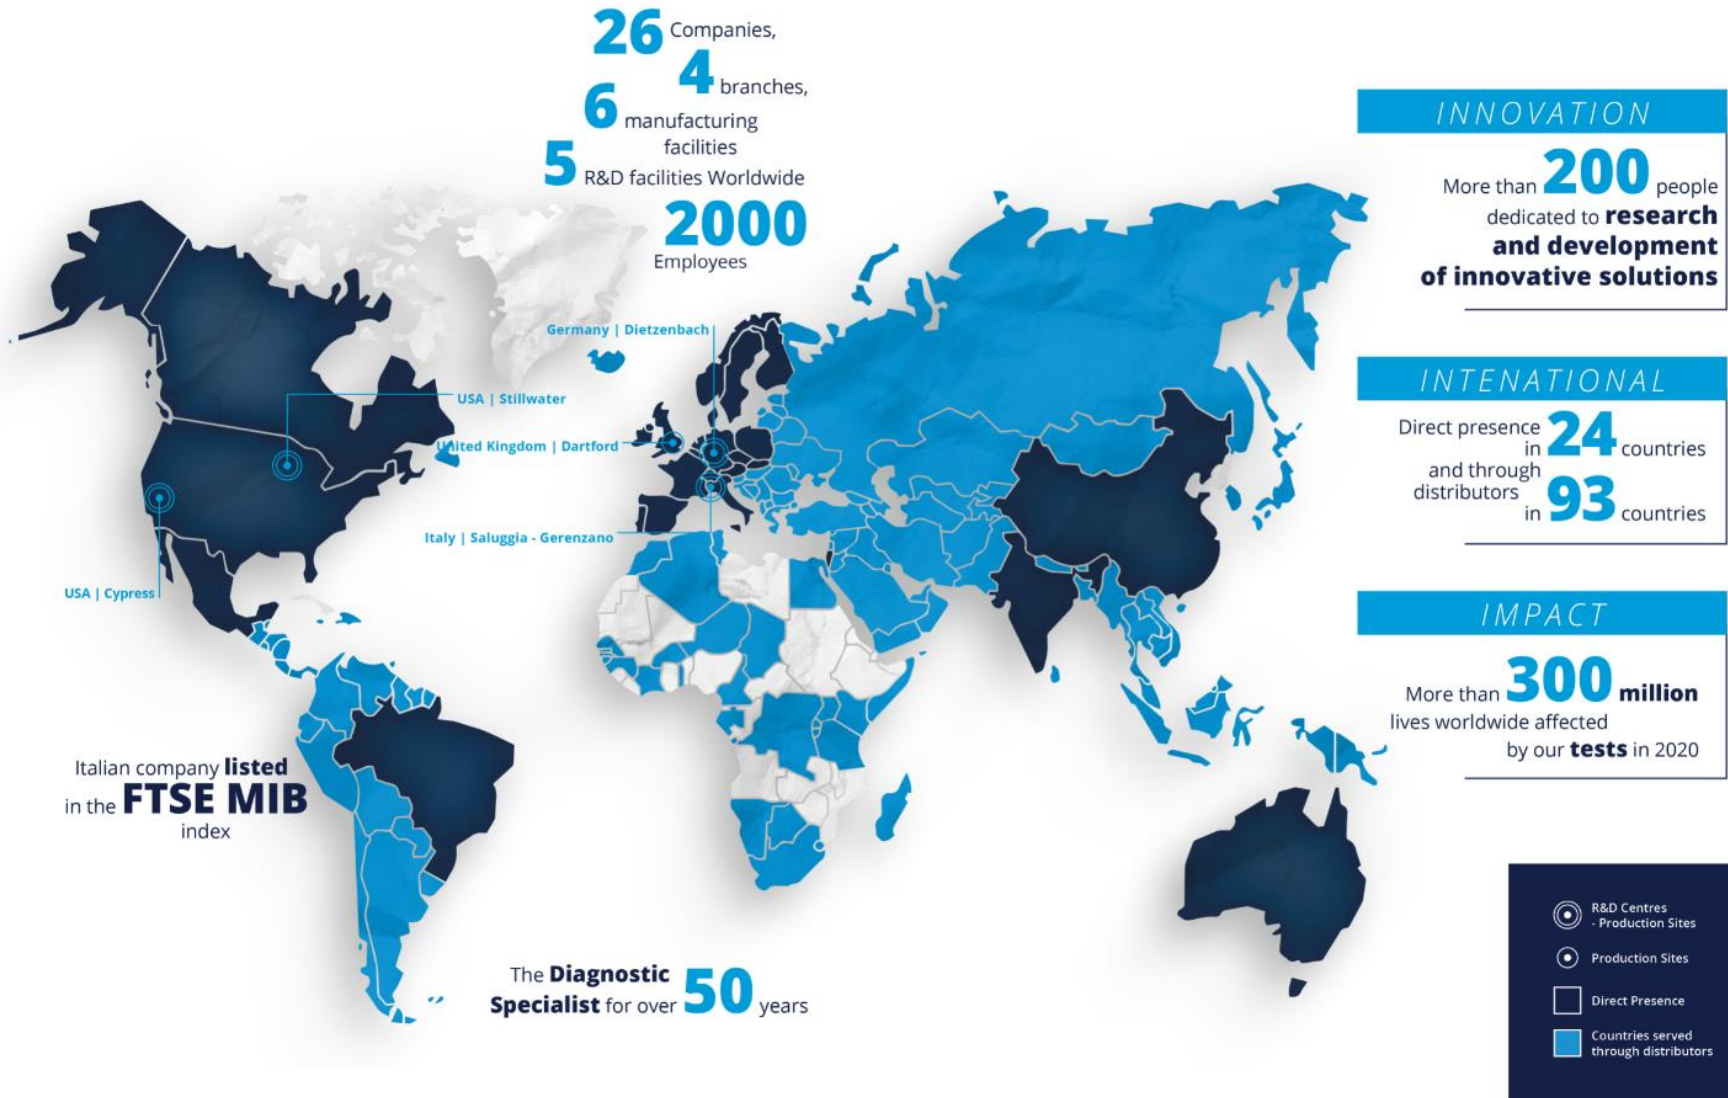 26 Companies,
4 branches,
6 manufacturing
facilities
5 R&D facilities Worldwide
2000
Employees
Germany | Dietzenbach
USA | Stillwater
United Kingdom | Dartford
Italy | Saluggia - Gerenzano
USA | Cypress
Italian company listed
in the FTSE MIB
index
The Diagnostic
Specialist for over 50 years
INNOVATION
More than 200 people
dedicated to research
and development
of innovative solutions
INTENATIONAL
Direct presence
in 24 countries
and through
distributors
in 93 countries
IMPACT
More than 300 million
lives worldwide affected
by our tests in 2020
R&D Centres
- Production Sites
Production Sites
Direct Presence
Countries served
through distributors